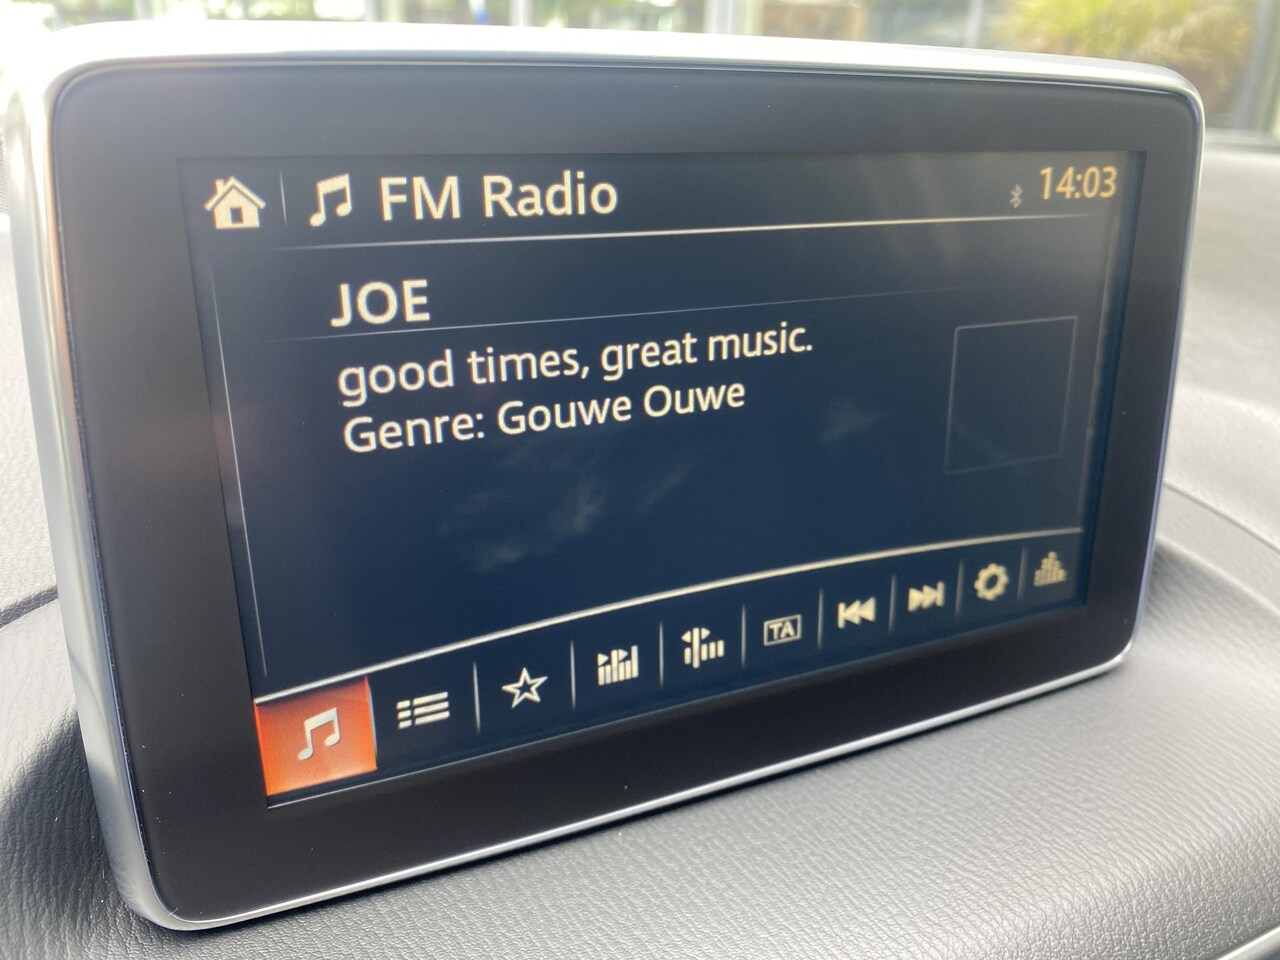 FM Radio
14:03
JOE
good times, great music.
Genre: Gouwe Ouwe
TA